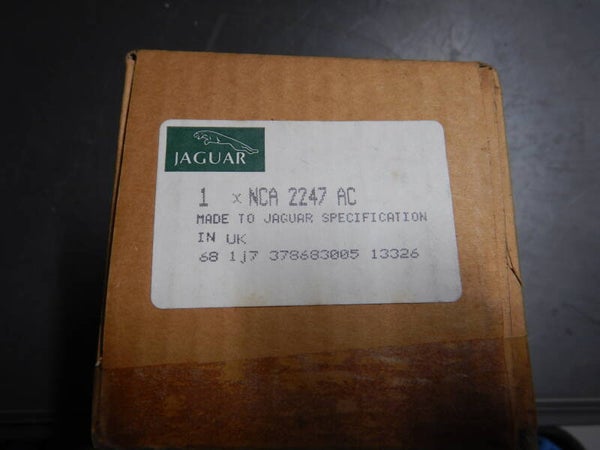 JAGUAR
1 x NCA 2247 AC
MADE TO JAGUAR SPECIFICATION
IN UK
68 1j7 378683005 13326